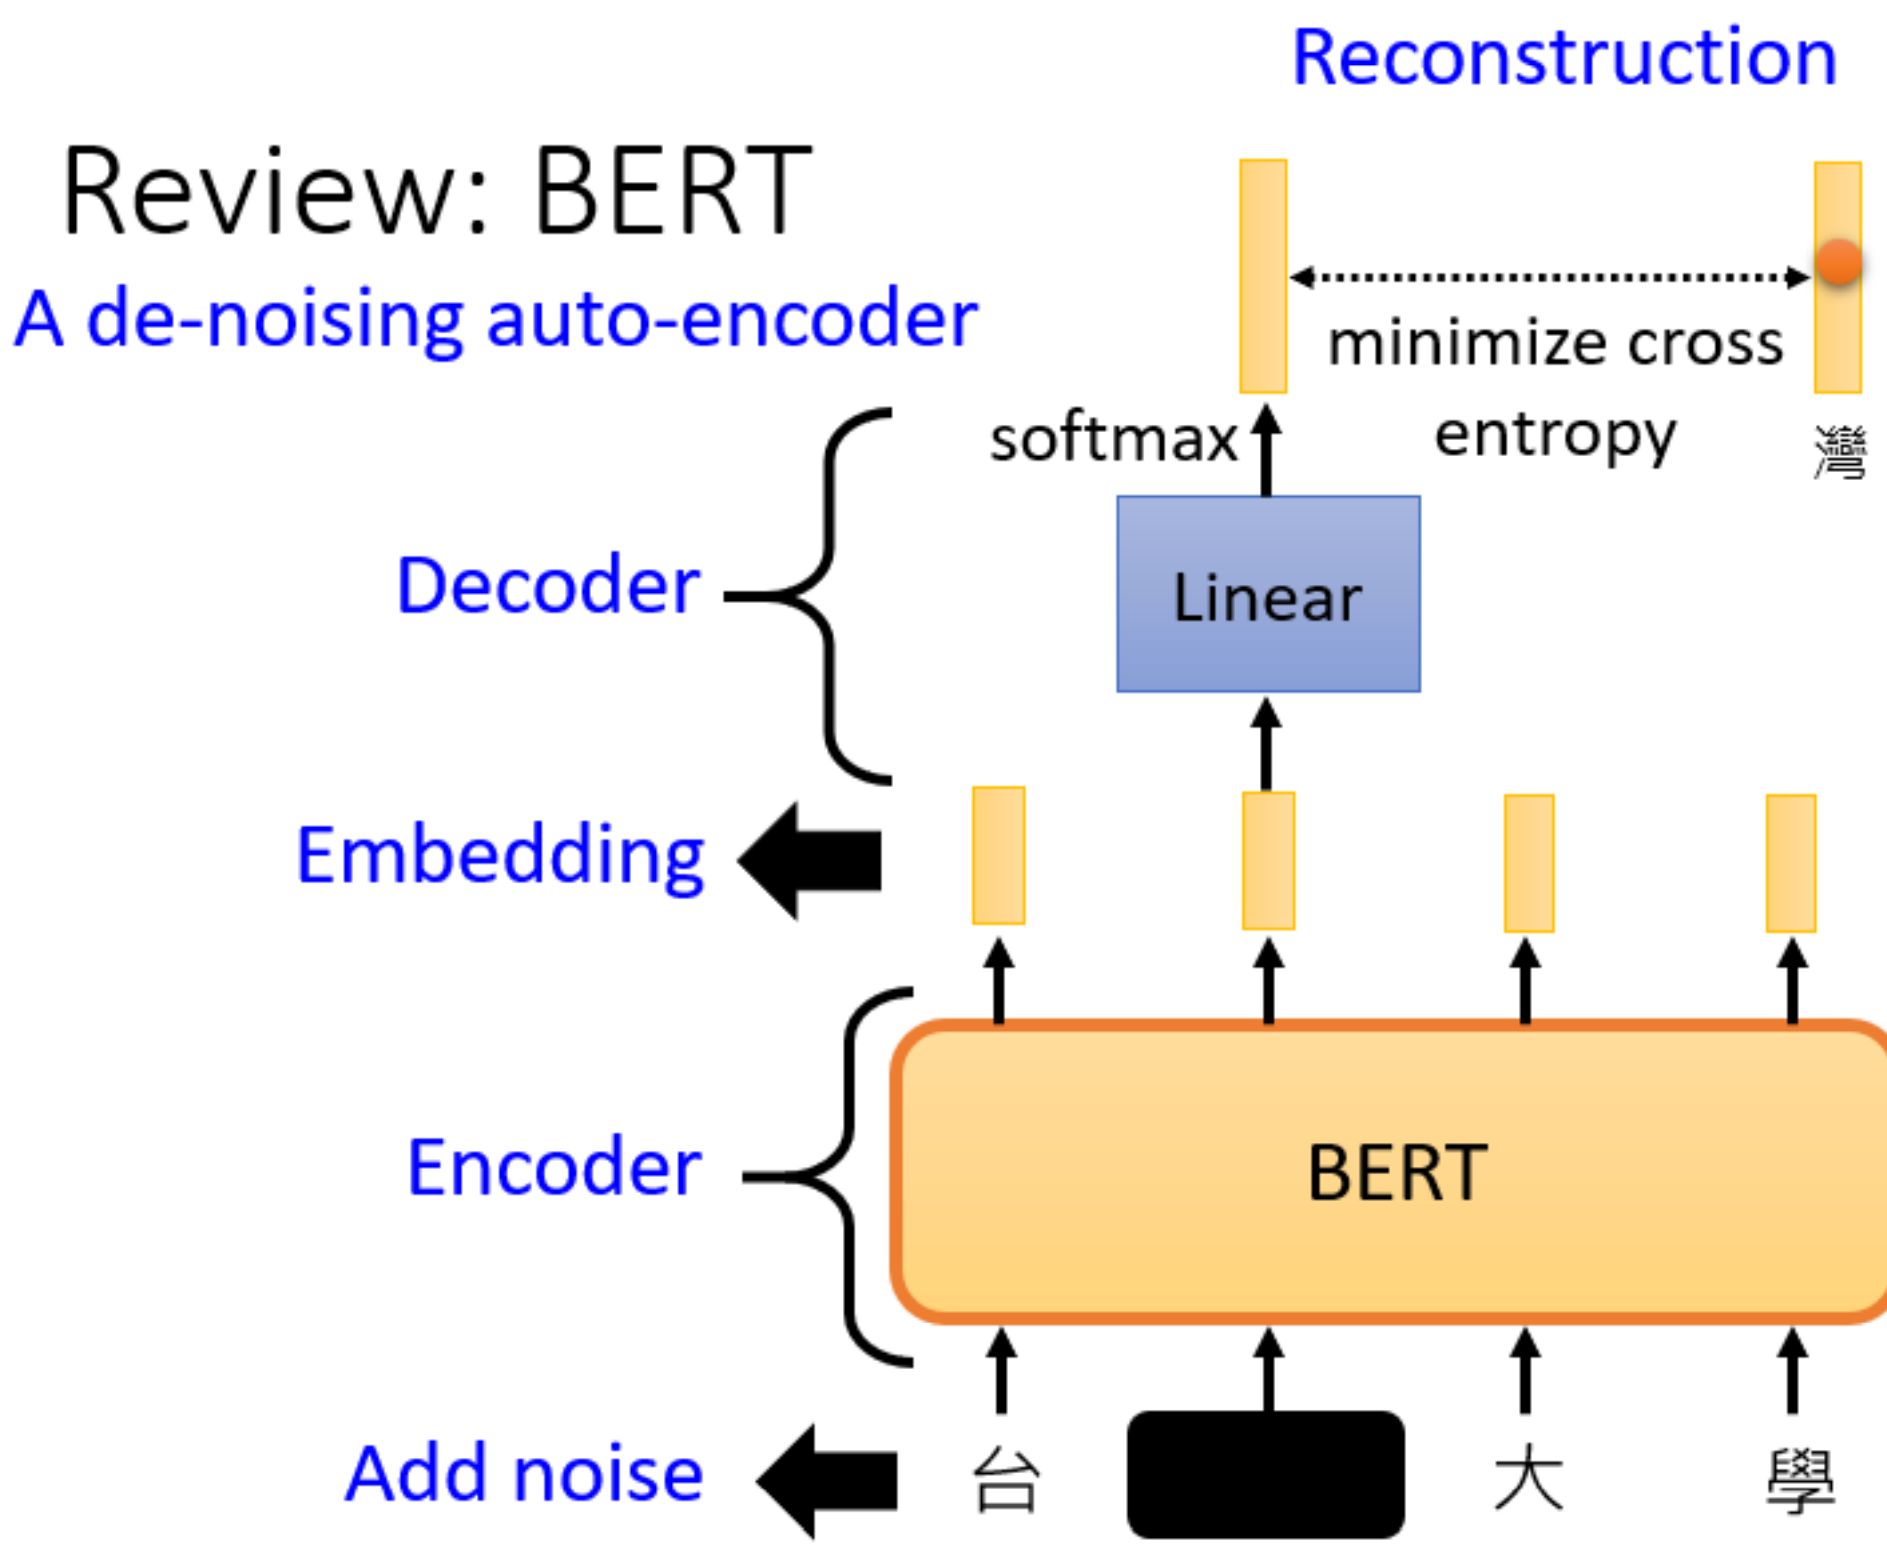 Reconstruction
Review: BERT
A de-noising auto-encoder
minimize cross
entropy
softmax
灣
Decoder
Linear
Embedding
Encoder
BERT
Add noise
台 大 學